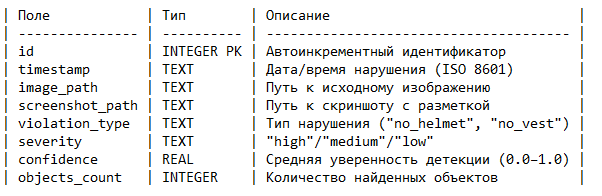 | Поле | Тип | Описание |
| --------------- | ---------- | -------------------------------------- |
| id | INTEGER PK | Автоинкрементный идентификатор |
| timestamp | TEXT | Дата/время нарушения (ISO 8601) |
| image_path | TEXT | Путь к исходному изображению |
| screenshot_path | TEXT | Путь к скриншоту с разметкой |
| violation_type | TEXT | Тип нарушения ("no_helmet", "no_vest") |
| severity | TEXT | "high"/"medium"/"low" |
| confidence | REAL | Средняя уверенность детекции (0.0–1.0) |
| objects_count | INTEGER | Количество найденных объектов |